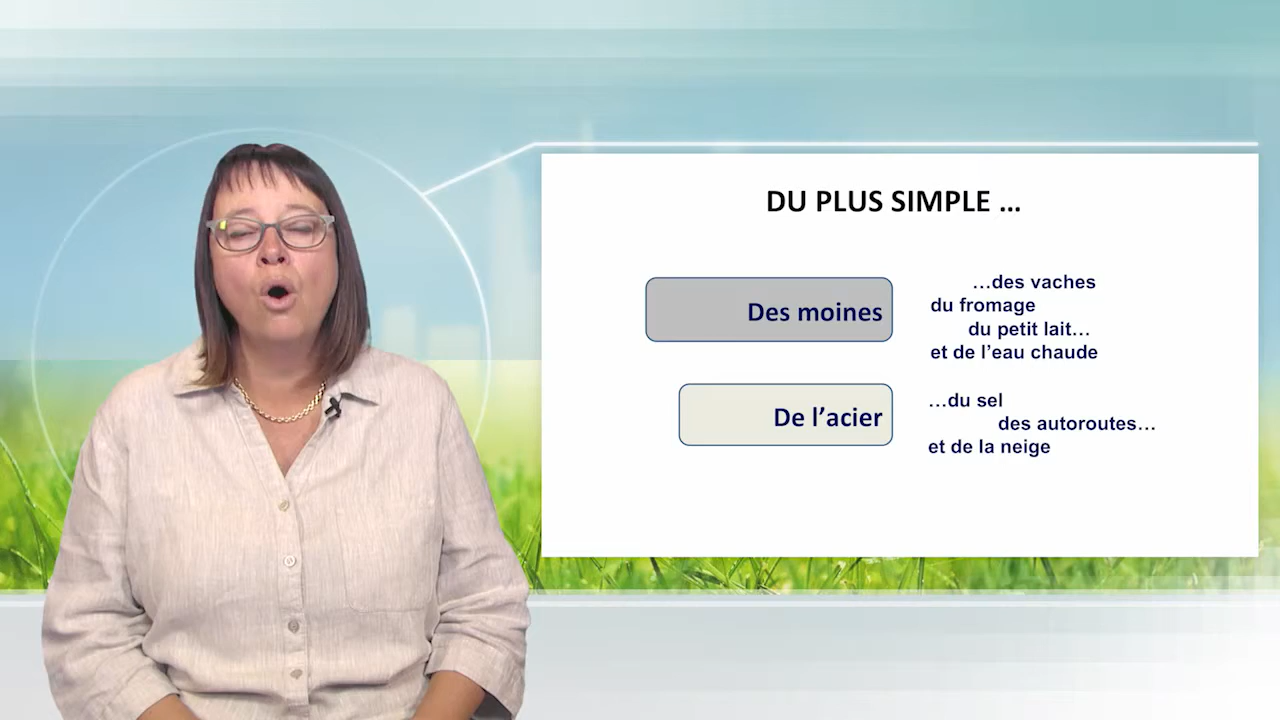 DU PLUS SIMPLE ...
Des moines
...des vaches
du fromage
du petit lait...
et de l'eau chaude
De l'acier
...du sel
des autoroutes...
et de la neige